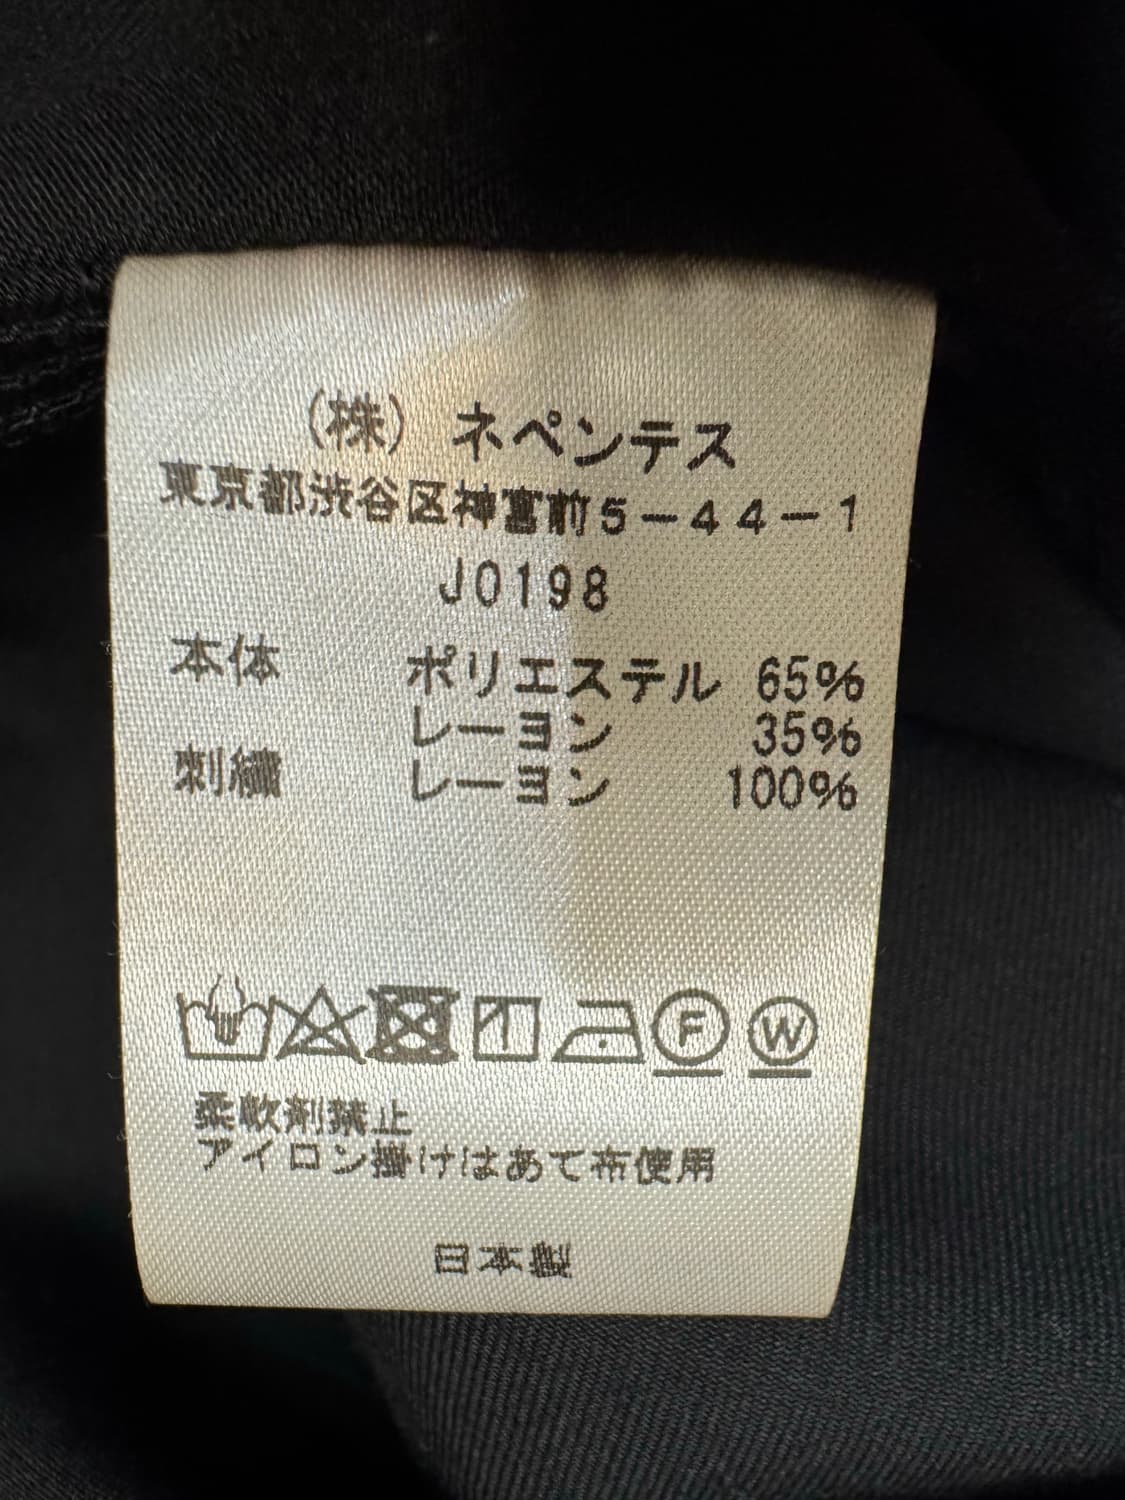 (株) ネペンテス
東京都渋谷区神宮前5-44-1
J0198
本体 ポリエステル 65%
レーヨン 35%
刺繍 レーヨン 100%
F W
柔軟剤禁止
アイロン掛けはあて布使用
日本製